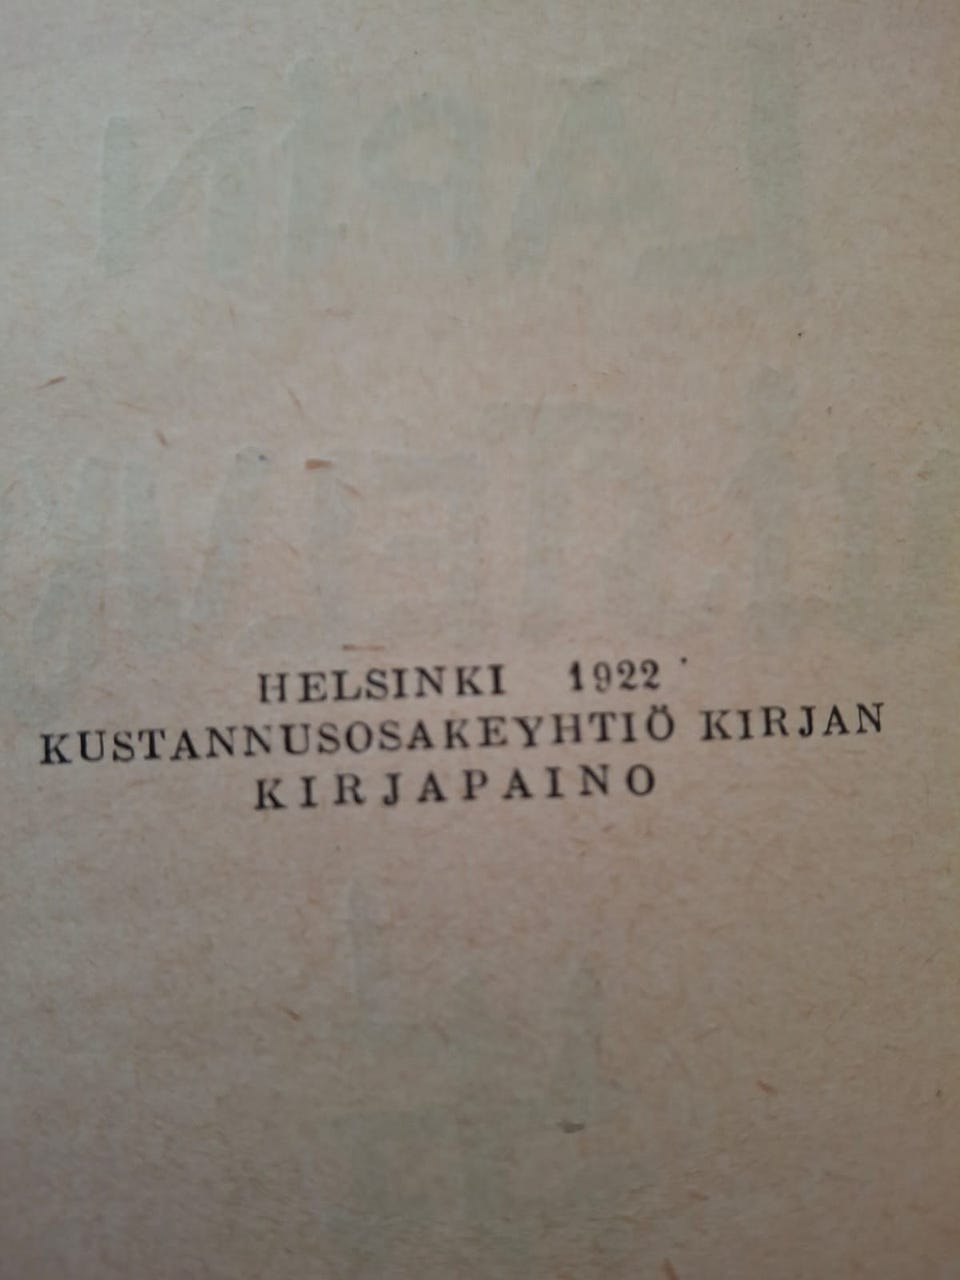 HELSINKI 1922
KUSTANNUSOSAKEYHTIÖ KIRJAN
KIRJAPAINO